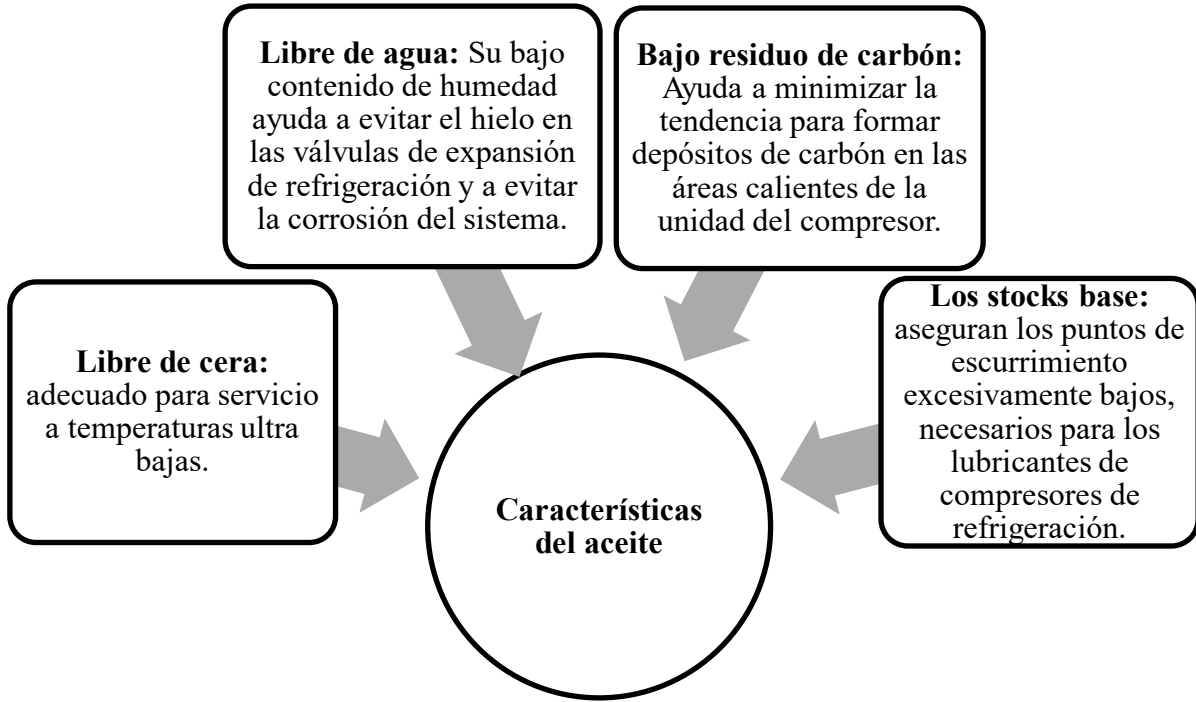 Libre de agua: Su bajo
contenido de humedad
ayuda a evitar el hielo en
las válvulas de expansión
de refrigeración y a evitar
la corrosión del sistema.
Bajo residuo de carbón:
Ayuda a minimizar la
tendencia para formar
depósitos de carbón en las
áreas calientes de la
unidad del compresor.
Libre de cera:
adecuado para servicio
a temperaturas ultra
bajas.
Los stocks base:
aseguran los puntos de
escurrimiento
excesivamente bajos,
necesarios para los
lubricantes de
compresores de
refrigeración.
Características
del aceite